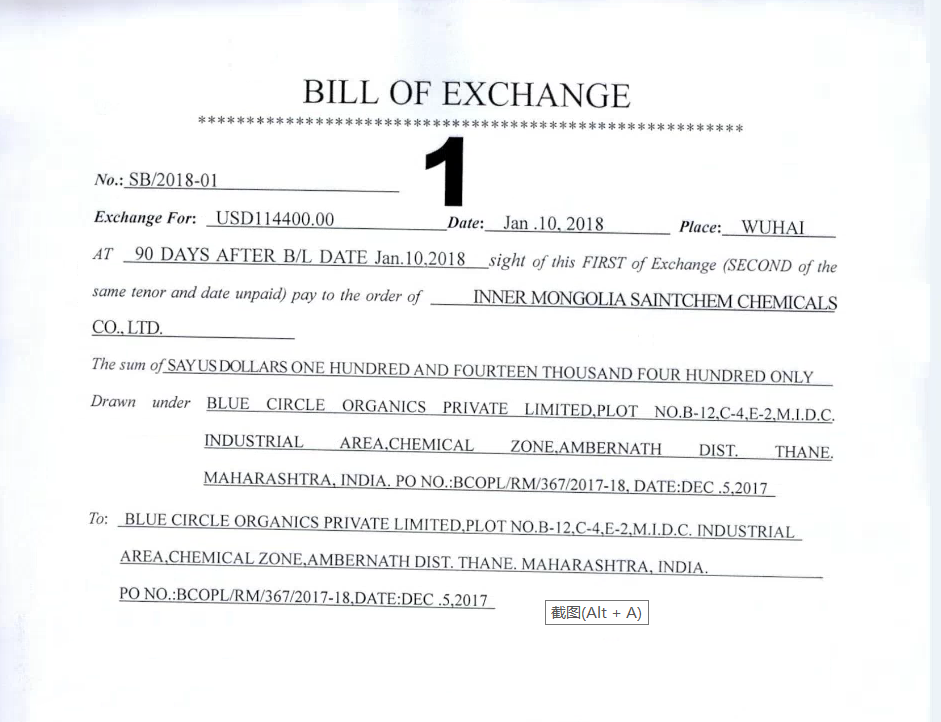 BILL OF EXCHANGE
********************************************************
1
No.: SB/2018-01
Exchange For: USD114400.00 Date: Jan .10, 2018 Place: WUHAI
AT 90 DAYS AFTER B/L DATE Jan.10,2018 sight of this FIRST of Exchange (SECOND of the
same tenor and date unpaid) pay to the order of INNER MONGOLIA SAINTCHEM CHEMICALS
CO., LTD.
The sum of SAY US DOLLARS ONE HUNDRED AND FOURTEEN THOUSAND FOUR HUNDRED ONLY
Drawn under BLUE CIRCLE ORGANICS PRIVATE LIMITED,PLOT NO.B-12,C-4,E-2,M.I.D.C.
INDUSTRIAL AREA,CHEMICAL ZONE,AMBERNATH DIST. THANE.
MAHARASHTRA, INDIA. PO NO.:BCOPL/RM/367/2017-18, DATE:DEC .5,2017
To: BLUE CIRCLE ORGANICS PRIVATE LIMITED,PLOT NO.B-12,C-4,E-2,M.I.D.C. INDUSTRIAL
AREA,CHEMICAL ZONE,AMBERNATH DIST. THANE. MAHARASHTRA, INDIA.
PO NO.:BCOPL/RM/367/2017-18,DATE:DEC .5,2017
截图(Alt + A)